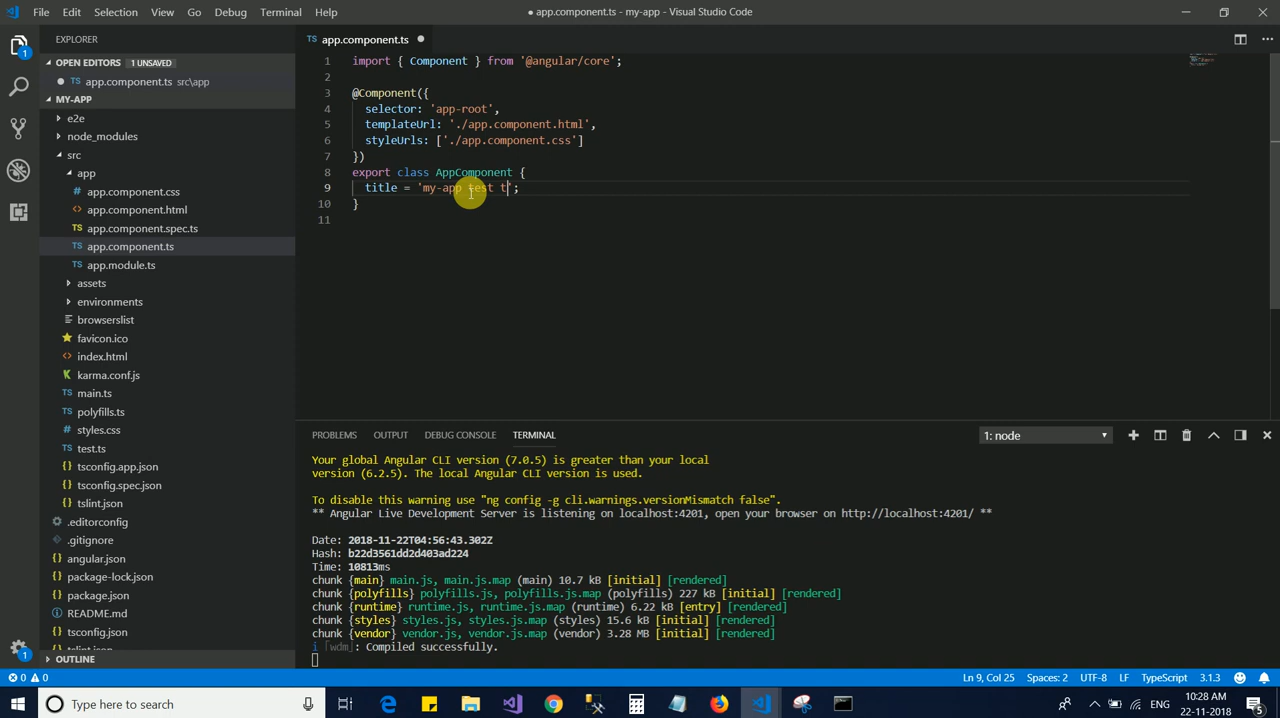 File Edit Selection View Go Debug Terminal Help
● app.component.ts - my-app - Visual Studio Code
EXPLORER
OPEN EDITORS 1 UNSAVED
TS app.component.ts src\app
MY-APP
e2e
node_modules
src
app
app.component.css
app.component.html
TS app.component.spec.ts
TS app.component.ts
TS app.module.ts
assets
environments
browserslist
favicon.ico
index.html
karma.conf.js
TS main.ts
TS polyfills.ts
# styles.css
TS test.ts
tsconfig.app.json
tsconfig.spec.json
tslint.json
.editorconfig
.gitignore
angular.json
package-lock.json
package.json
README.md
tsconfig.json
tslint.json
OUTLINE
TS app.component.ts ●
1 import { Component } from '@angular/core';
2
3 @Component({
4 selector: 'app-root',
5 templateUrl: './app.component.html',
6 styleUrls: ['./app.component.css']
7 })
8 export class AppComponent {
9 title = 'my-app test t';
10 }
11
PROBLEMS OUTPUT DEBUG CONSOLE TERMINAL 1: node
Your global Angular CLI version (7.0.5) is greater than your local
version (6.2.5). The local Angular CLI version is used.
To disable this warning use "ng config -g cli.warnings.versionMismatch false".
** Angular Live Development Server is listening on localhost:4201, open your browser on http://localhost:4201/ **
Date: 2018-11-22T04:56:43.302Z
Hash: b22d3561dd2d403ad224
Time: 10813ms
chunk {main} main.js, main.js.map (main) 10.7 kB [initial] [rendered]
chunk {polyfills} polyfills.js, polyfills.js.map (polyfills) 227 kB [initial] [rendered]
chunk {runtime} runtime.js, runtime.js.map (runtime) 6.22 kB [entry] [rendered]
chunk {styles} styles.js, styles.js.map (styles) 15.6 kB [initial] [rendered]
chunk {vendor} vendor.js, vendor.js.map (vendor) 3.28 MB [initial] [rendered]
i ｢wdm｣: Compiled successfully.
0 0 Ln 9, Col 25 Spaces: 2 UTF-8 LF TypeScript 3.1.3
Type here to search
ENG
10:28 AM
22-11-2018
5